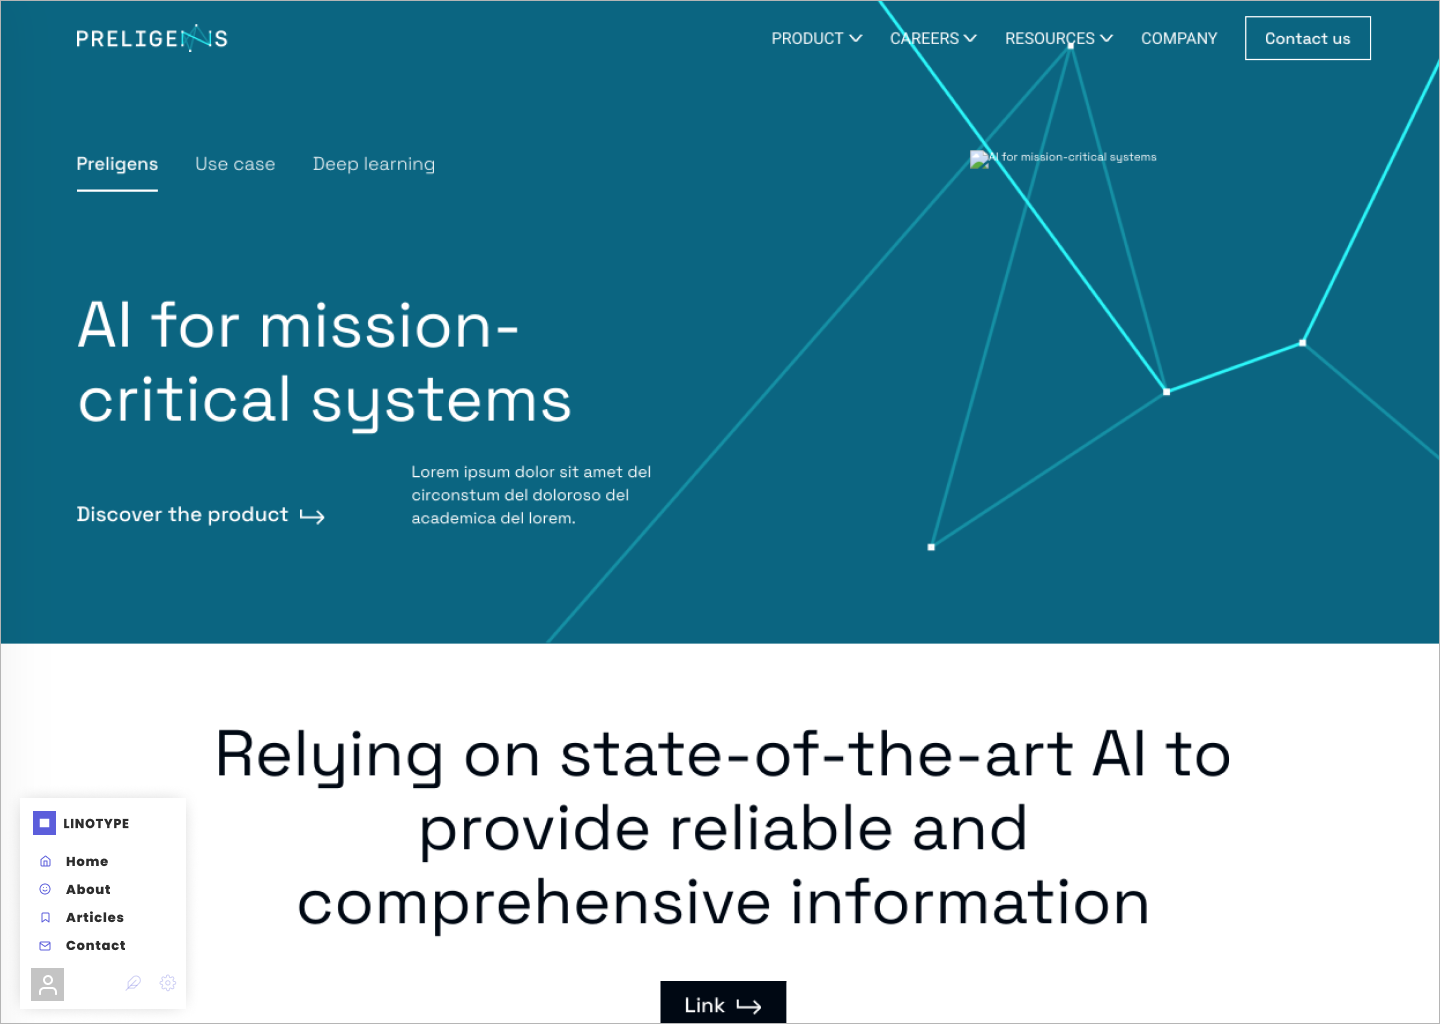 PRELIGENS
PRODUCT
CAREERS
RESOURCES
COMPANY
Contact us
Preligens
Use case
Deep learning
AI for mission-critical systems
AI for mission-
critical systems
Discover the product
Lorem ipsum dolor sit amet del
circonstum del doloroso del
academica del lorem.
Relying on state-of-the-art AI to
provide reliable and
comprehensive information
Link
LINOTYPE
Home
About
Articles
Contact